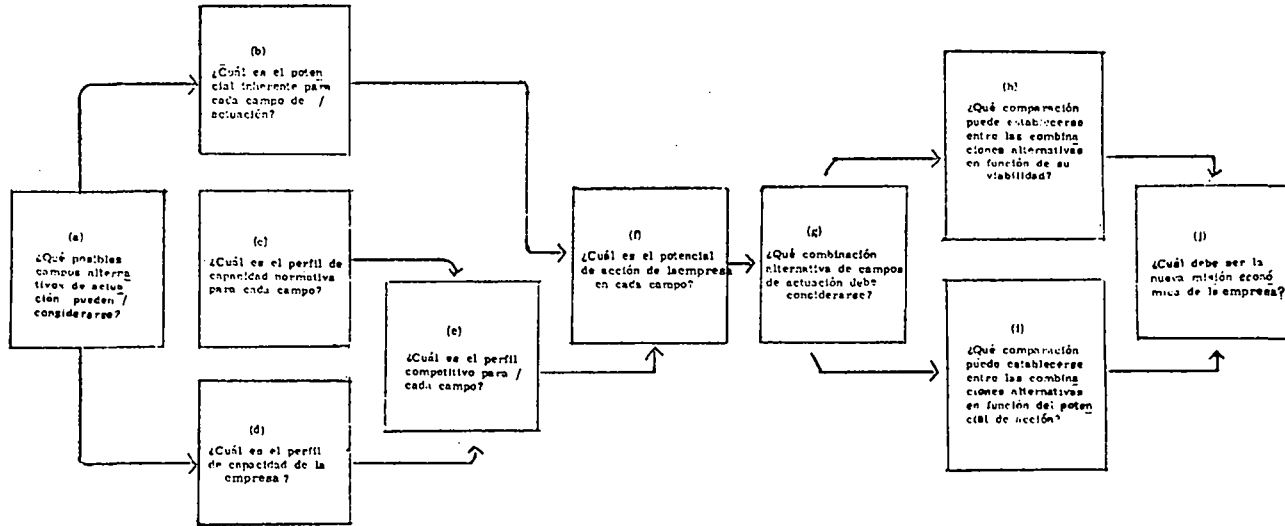 (a)
¿Qué posibles
campos alterna
tivos de actua
ción pueden /
considerarse?
(b)
¿Cuál es el poten
cial inherente para
cada campo de /
actuación?
(c)
¿Cuál es el perfil de
capacidad normativa
para cada campo?
(d)
¿Cuál es el perfil
de capacidad de la
empresa ?
(e)
¿Cuál es el perfil
competitivo para /
cada campo?
(f)
¿Cuál es el potencial
de acción de la empresa
en cada campo?
(g)
¿Qué combinación
alternativa de campos
de actuación debe
considerarse?
(h)
¿Qué comparación
puede establecerse
entre las combina
ciones alternativas
en función de su
viabilidad?
(i)
¿Qué comparación
puede establecerse
entre las combina
ciones alternativas
en función del poten
cial de acción?
(j)
¿Cuál debe ser la
nueva misión econó
mica de la empresa?